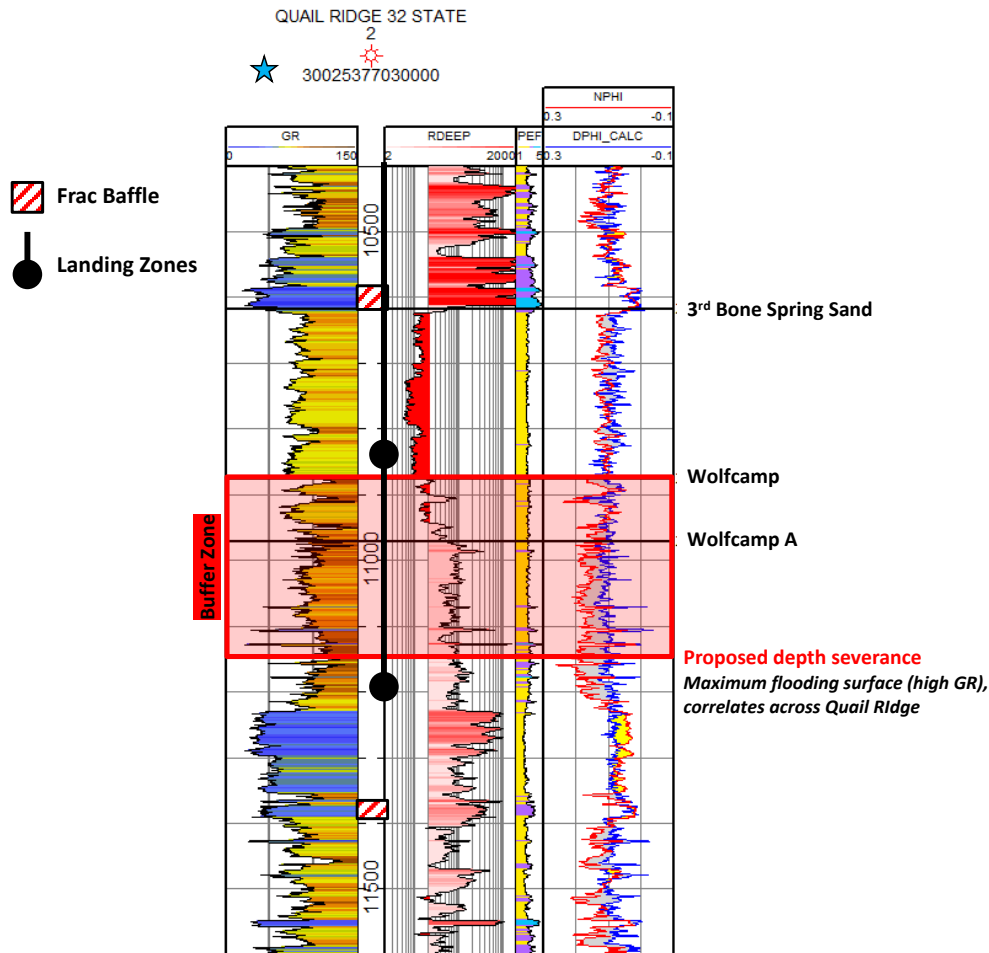 QUAIL RIDGE 32 STATE
2
30025377030000
NPHI
0.3 -0.1
GR RDEEP PEF DPHI_CALC
0 150 2 2000 1 5 0.3 -0.1
Frac Baffle
Landing Zones
10500
3rd Bone Spring Sand
Wolfcamp
Wolfcamp A
11000
Buffer Zone
Proposed depth severance
Maximum flooding surface (high GR),
correlates across Quail RIdge
11500